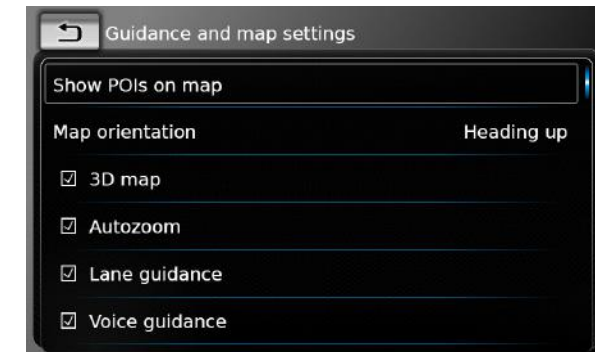 Guidance and map settings
Show POIs on map
Map orientation Heading up
3D map
Autozoom
Lane guidance
Voice guidance